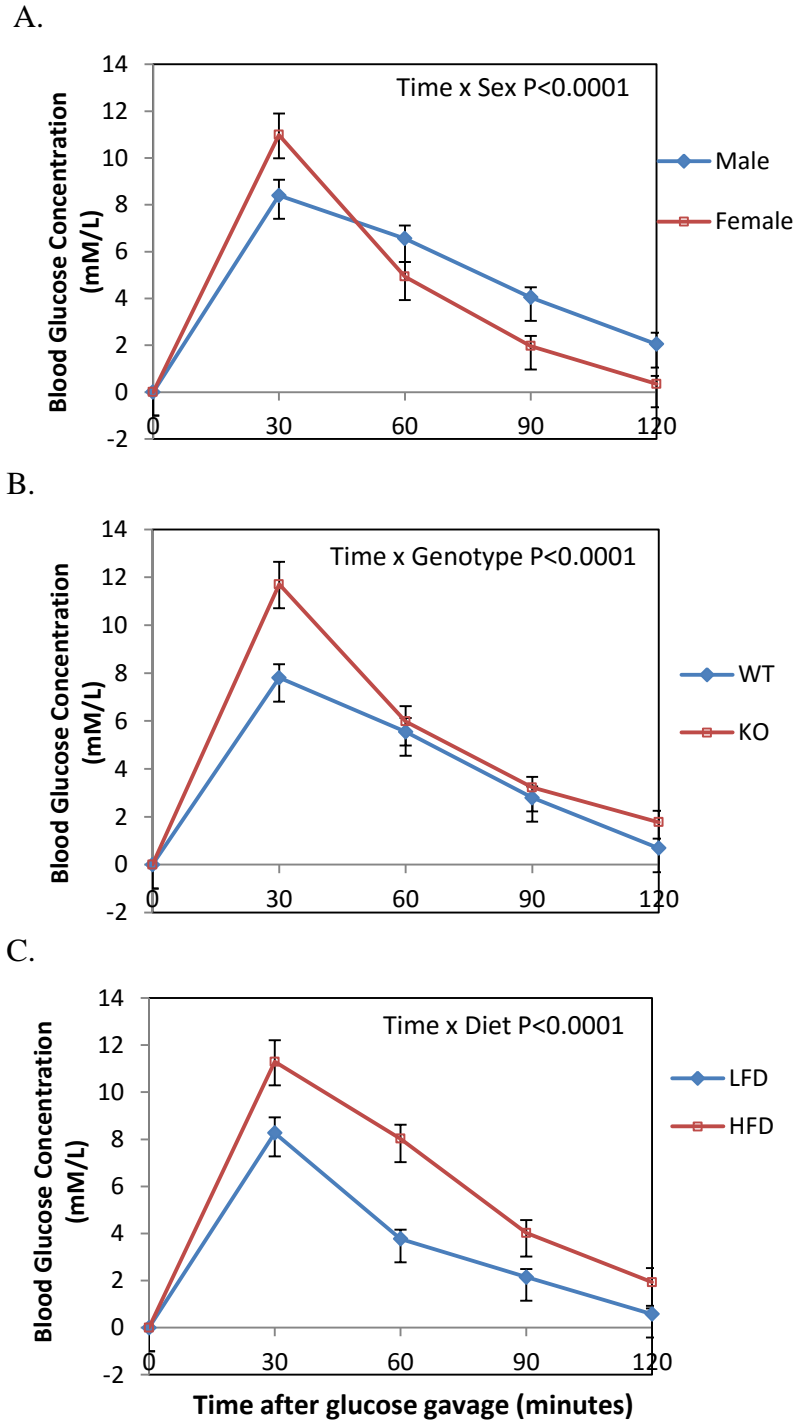 A.
14
12
10
8
6
4
2
0
-2
Blood Glucose Concentration
(mM/L)
Time x Sex P<0.0001
Male
Female
0 30 60 90 120
B.
14
12
10
8
6
4
2
0
-2
Blood Glucose Concentration
(mM/L)
Time x Genotype P<0.0001
WT
KO
0 30 60 90 120
C.
14
12
10
8
6
4
2
0
-2
Blood Glucose Concentration
(mM/L)
Time x Diet P<0.0001
LFD
HFD
0 30 60 90 120
Time after glucose gavage (minutes)